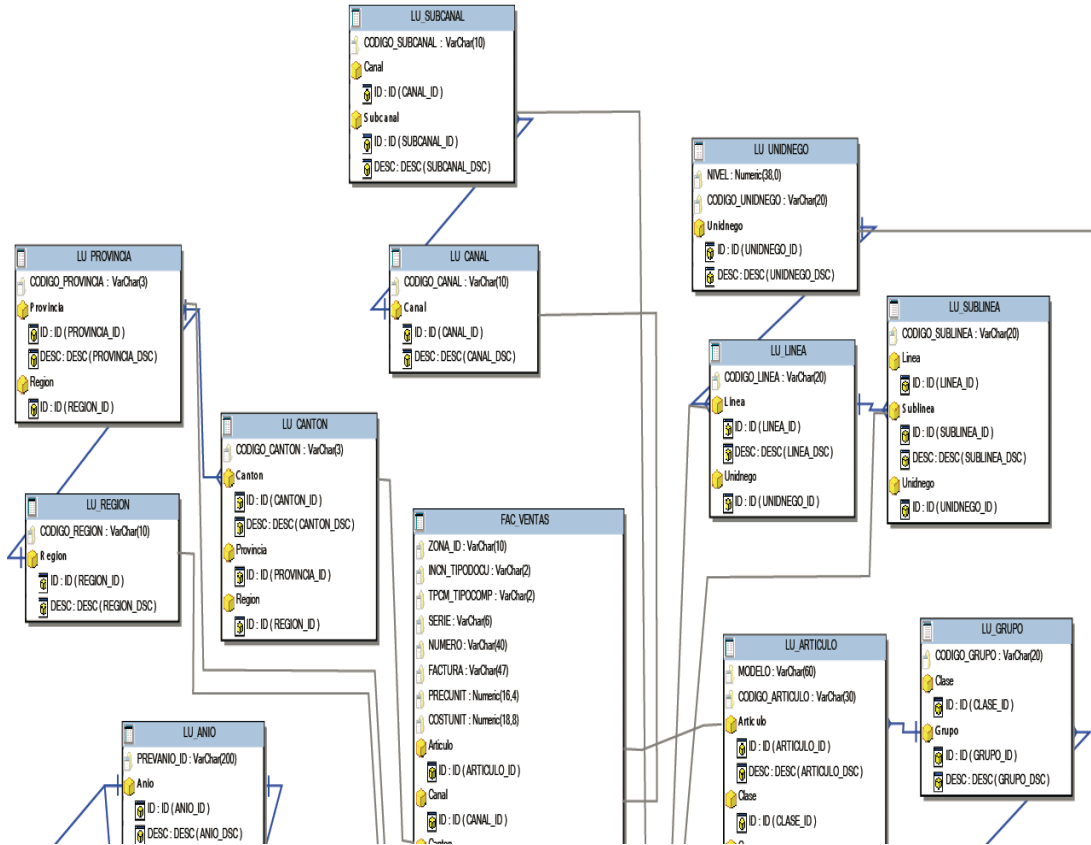 LU_SUBCANAL
CODIGO_SUBCANAL : VarChar(10)
Canal
ID : ID ( CANAL_ID )
Subcanal
ID : ID ( SUBCANAL_ID )
DESC : DESC ( SUBCANAL_DSC )
LU_UNIDNEGO
NIVEL : Numeric(38,0)
CODIGO_UNIDNEGO : VarChar(20)
Unidnego
ID : ID ( UNIDNEGO_ID )
DESC : DESC ( UNIDNEGO_DSC )
LU_PROVINCIA
CODIGO_PROVINCIA : VarChar(3)
Provincia
ID : ID ( PROVINCIA_ID )
DESC : DESC ( PROVINCIA_DSC )
Region
ID : ID ( REGION_ID )
LU_CANAL
CODIGO_CANAL : VarChar(10)
Canal
ID : ID ( CANAL_ID )
DESC : DESC ( CANAL_DSC )
LU_SUBLINEA
CODIGO_SUBLINEA : VarChar(20)
Linea
ID : ID ( LINEA_ID )
Sublinea
ID : ID ( SUBLINEA_ID )
DESC : DESC ( SUBLINEA_DSC )
Unidnego
ID : ID ( UNIDNEGO_ID )
LU_LINEA
CODIGO_LINEA : VarChar(20)
Linea
ID : ID ( LINEA_ID )
DESC : DESC ( LINEA_DSC )
Unidnego
ID : ID ( UNIDNEGO_ID )
LU_CANTON
CODIGO_CANTON : VarChar(3)
Canton
ID : ID ( CANTON_ID )
DESC : DESC ( CANTON_DSC )
Provincia
ID : ID ( PROVINCIA_ID )
Region
ID : ID ( REGION_ID )
LU_REGION
CODIGO_REGION : VarChar(10)
Region
ID : ID ( REGION_ID )
DESC : DESC ( REGION_DSC )
FAC_VENTAS
ZONA_ID : VarChar(10)
INCN_TIPODOCU : VarChar(2)
TPCM_TIPOCOMP : VarChar(2)
SERIE : VarChar(6)
NUMERO : VarChar(40)
FACTURA : VarChar(47)
PRECUNIT : Numeric(16,4)
COSTUNIT : Numeric(18,8)
Articulo
ID : ID ( ARTICULO_ID )
Canal
ID : ID ( CANAL_ID )
Canton
LU_ARTICULO
MODELO : VarChar(60)
CODIGO_ARTICULO : VarChar(30)
Articulo
ID : ID ( ARTICULO_ID )
DESC : DESC ( ARTICULO_DSC )
Clase
ID : ID ( CLASE_ID )
LU_GRUPO
CODIGO_GRUPO : VarChar(20)
Clase
ID : ID ( CLASE_ID )
Grupo
ID : ID ( GRUPO_ID )
DESC : DESC ( GRUPO_DSC )
LU_ANIO
PREVANIO_ID : VarChar(200)
Anio
ID : ID ( ANIO_ID )
DESC : DESC ( ANIO_DSC )